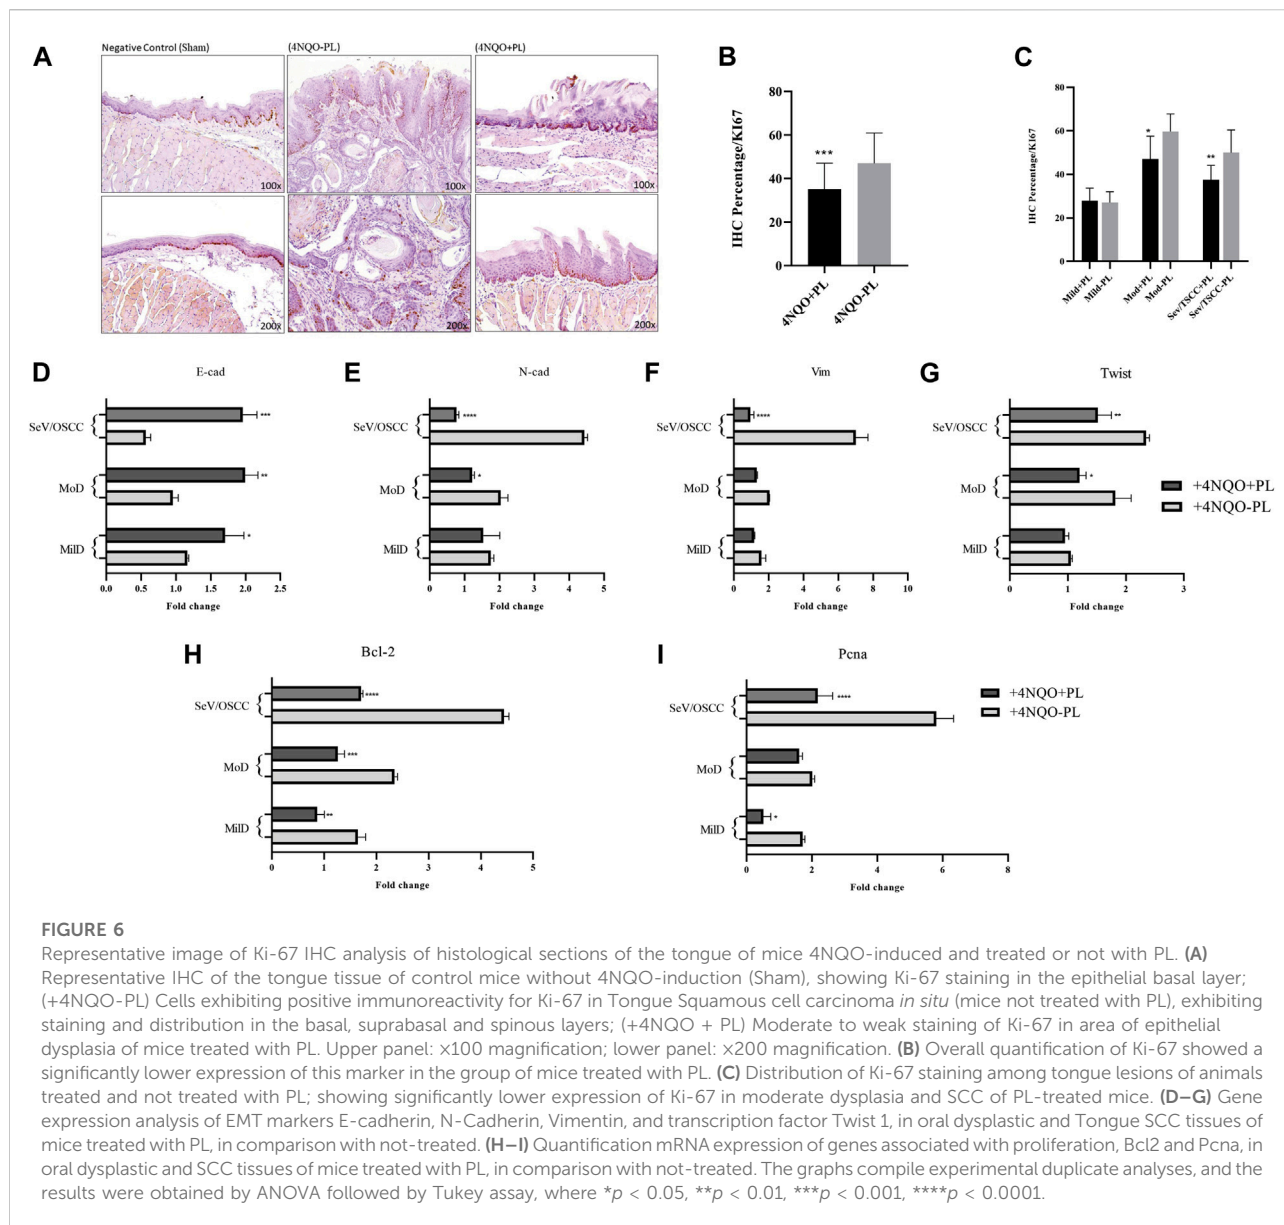 A
Negative Control (Sham)
(4NQO-PL)
(4NQO+PL)
100x
100x
100x
200x
200x
200x
B
IHC Percentage/KI67
80
60
40
20
0
***
4NQO+PL
4NQO-PL
C
IHC Percentage/KI67
80
60
40
20
0
*
**
Mild+PL
Mild-PL
Mod+PL
Mod-PL
Sev/TSCC+PL
Sev/TSCC-PL
D
E-cad
SeV/OSCC
***
MoD
**
MilD
*
0.0 0.5 1.0 1.5 2.0 2.5
Fold change
E
N-cad
SeV/OSCC
****
MoD
*
MilD
0 1 2 3 4 5
Fold change
F
Vim
SeV/OSCC
****
MoD
MilD
0 2 4 6 8 10
Fold change
G
Twist
SeV/OSCC
**
MoD
*
MilD
0 1 2 3
Fold change
+4NQO+PL
+4NQO-PL
H
Bcl-2
SeV/OSCC
****
MoD
***
MilD
**
0 1 2 3 4 5
Fold change
I
Pcna
SeV/OSCC
****
MoD
MilD
*
0 2 4 6 8
Fold change
+4NQO+PL
+4NQO-PL
FIGURE 6
Representative image of Ki-67 IHC analysis of histological sections of the tongue of mice 4NQO-induced and treated or not with PL. (A)
Representative IHC of the tongue tissue of control mice without 4NQO-induction (Sham), showing Ki-67 staining in the epithelial basal layer;
(+4NQO-PL) Cells exhibiting positive immunoreactivity for Ki-67 in Tongue Squamous cell carcinoma in situ (mice not treated with PL), exhibiting
staining and distribution in the basal, suprabasal and spinous layers; (+4NQO + PL) Moderate to weak staining of Ki-67 in area of epithelial
dysplasia of mice treated with PL. Upper panel: ×100 magnification; lower panel: ×200 magnification. (B) Overall quantification of Ki-67 showed a
significantly lower expression of this marker in the group of mice treated with PL. (C) Distribution of Ki-67 staining among tongue lesions of animals
treated and not treated with PL; showing significantly lower expression of Ki-67 in moderate dysplasia and SCC of PL-treated mice. (D–G) Gene
expression analysis of EMT markers E-cadherin, N-Cadherin, Vimentin, and transcription factor Twist 1, in oral dysplastic and Tongue SCC tissues of
mice treated with PL, in comparison with not-treated. (H–I) Quantification mRNA expression of genes associated with proliferation, Bcl2 and Pcna, in
oral dysplastic and SCC tissues of mice treated with PL, in comparison with not-treated. The graphs compile experimental duplicate analyses, and the
results were obtained by ANOVA followed by Tukey assay, where *p < 0.05, **p < 0.01, ***p < 0.001, ****p < 0.0001.